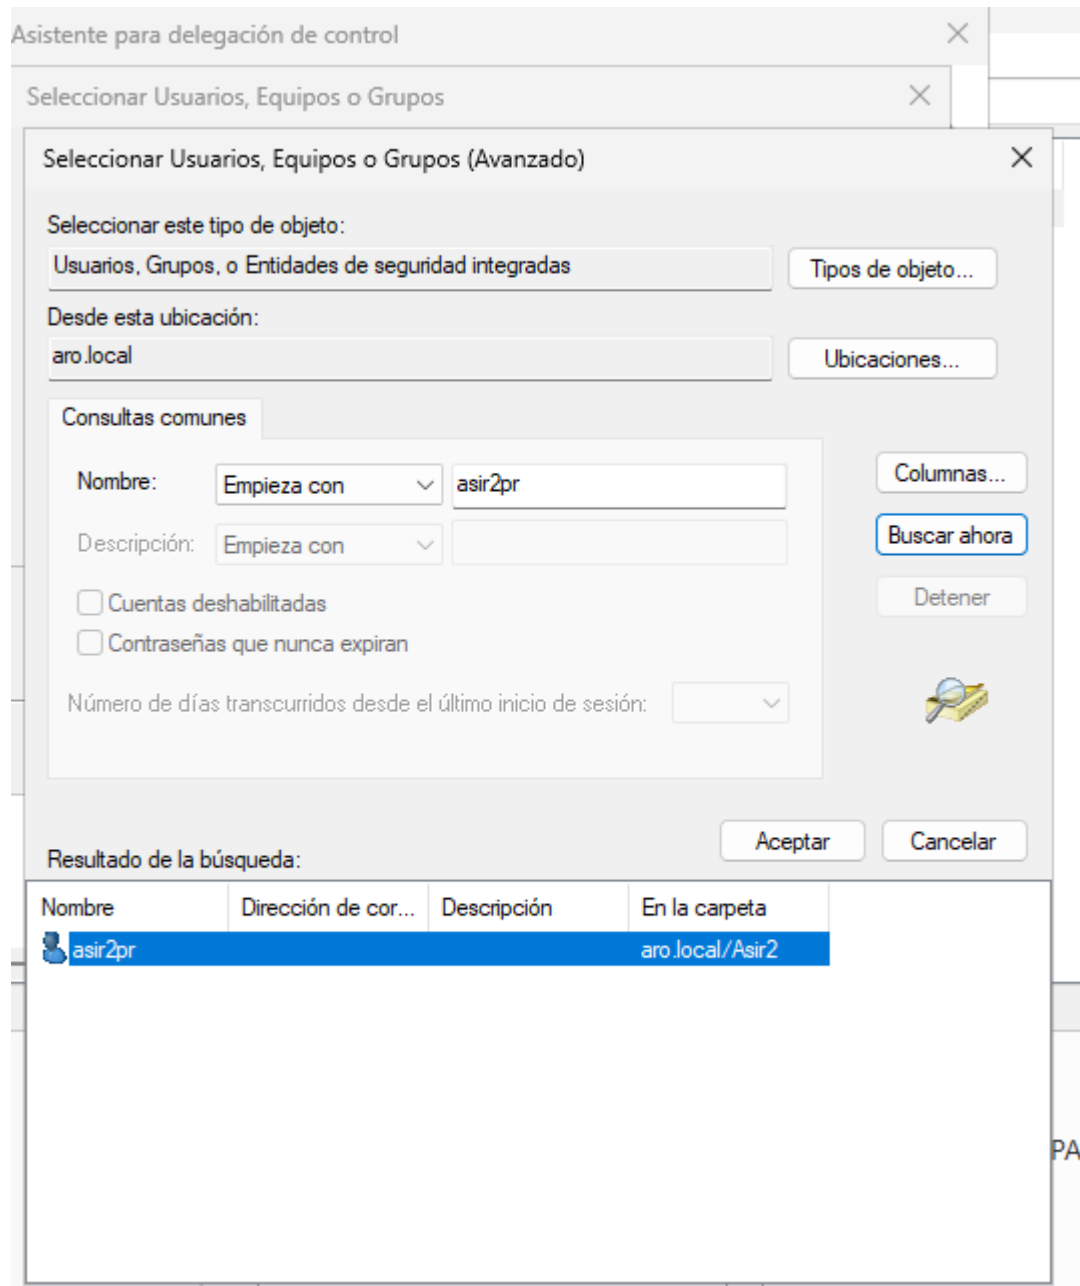 Asistente para delegación de control
Seleccionar Usuarios, Equipos o Grupos
Seleccionar Usuarios, Equipos o Grupos (Avanzado)
Seleccionar este tipo de objeto:
Usuarios, Grupos, o Entidades de seguridad integradas
Tipos de objeto...
Desde esta ubicación:
aro.local
Ubicaciones...
Consultas comunes
Nombre: Empieza con asir2pr
Columnas...
Descripción: Empieza con
Buscar ahora
Cuentas deshabilitadas
Detener
Contraseñas que nunca expiran
Número de días transcurridos desde el último inicio de sesión:
Aceptar Cancelar
Resultado de la búsqueda:
Nombre Dirección de cor... Descripción En la carpeta
asir2pr aro.local/Asir2
PA